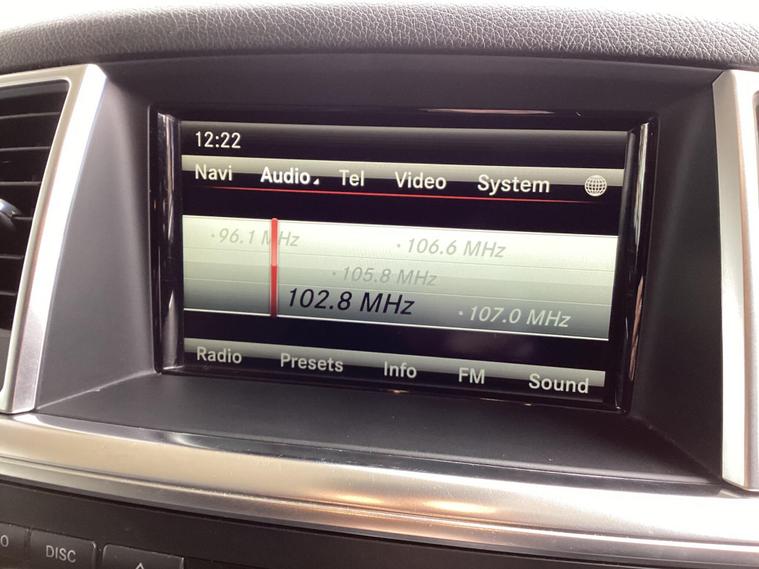 12:22
Navi Audio Tel Video System
·96.1 MHz ·106.6 MHz
·105.8 MHz
102.8 MHz ·107.0 MHz
Radio Presets Info FM Sound
DISC